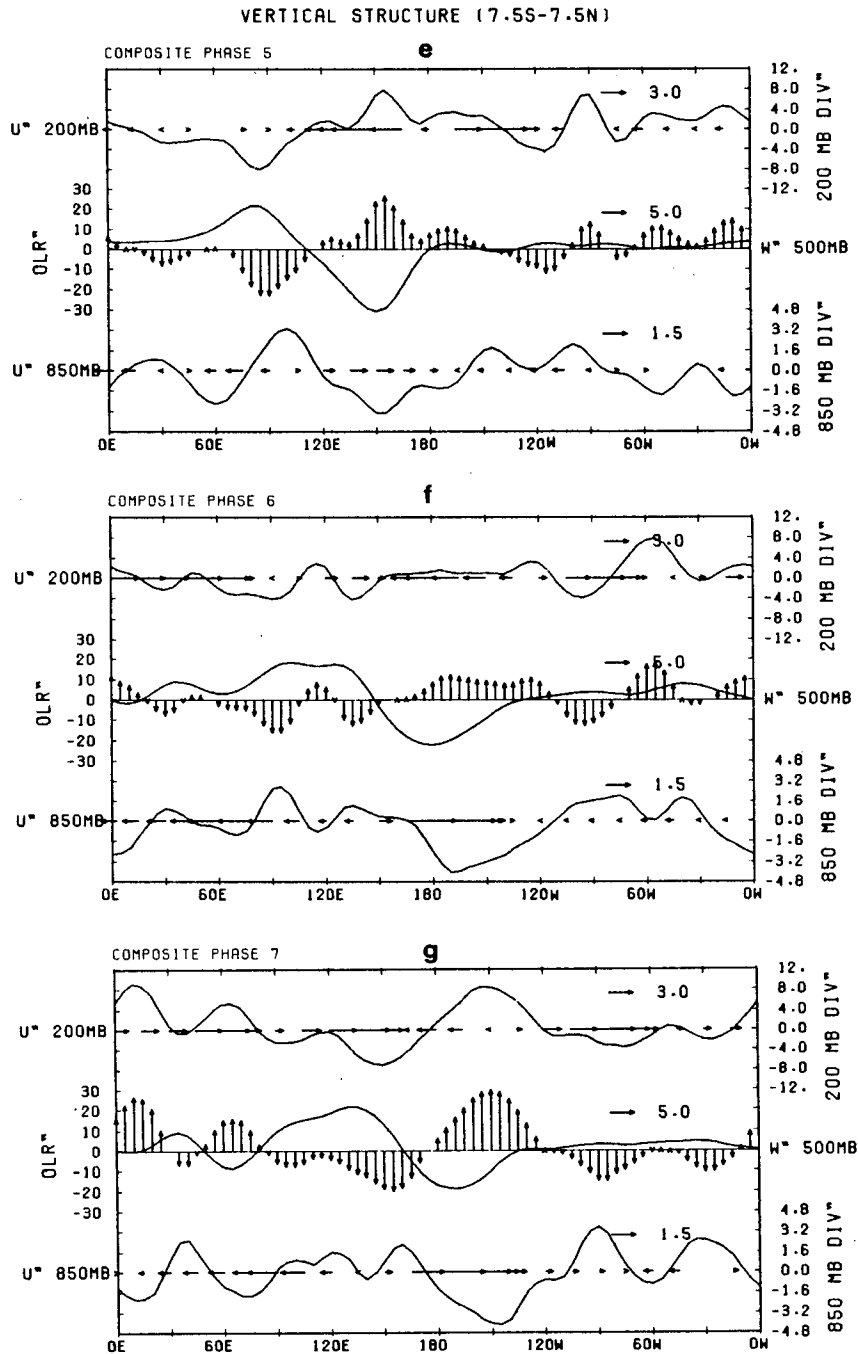 VERTICAL STRUCTURE (7.5S-7.5N)
COMPOSITE PHASE 5
e
12.
8.0
4.0
0.0
-4.0
-8.0
-12.
200 MB DIV"
3.0
U" 200MB
30
20
10
0
-10
-20
-30
OLR"
5.0
W" 500MB
4.8
3.2
1.6
0.0
-1.6
-3.2
-4.8
850 MB DIV"
1.5
U" 850MB
0E 60E 120E 180 120W 60W 0W
COMPOSITE PHASE 6
f
12.
8.0
4.0
0.0
-4.0
-8.0
-12.
200 MB DIV"
3.0
U" 200MB
30
20
10
0
-10
-20
-30
OLR"
5.0
W" 500MB
4.8
3.2
1.6
0.0
-1.6
-3.2
-4.8
850 MB DIV"
1.5
U" 850MB
0E 60E 120E 180 120W 60W 0W
COMPOSITE PHASE 7
g
12.
8.0
4.0
0.0
-4.0
-8.0
-12.
200 MB DIV"
3.0
U" 200MB
30
20
10
0
-10
-20
-30
OLR"
5.0
W" 500MB
4.8
3.2
1.6
0.0
-1.6
-3.2
-4.8
850 MB DIV"
1.5
U" 850MB
0E 60E 120E 180 120W 60W 0W